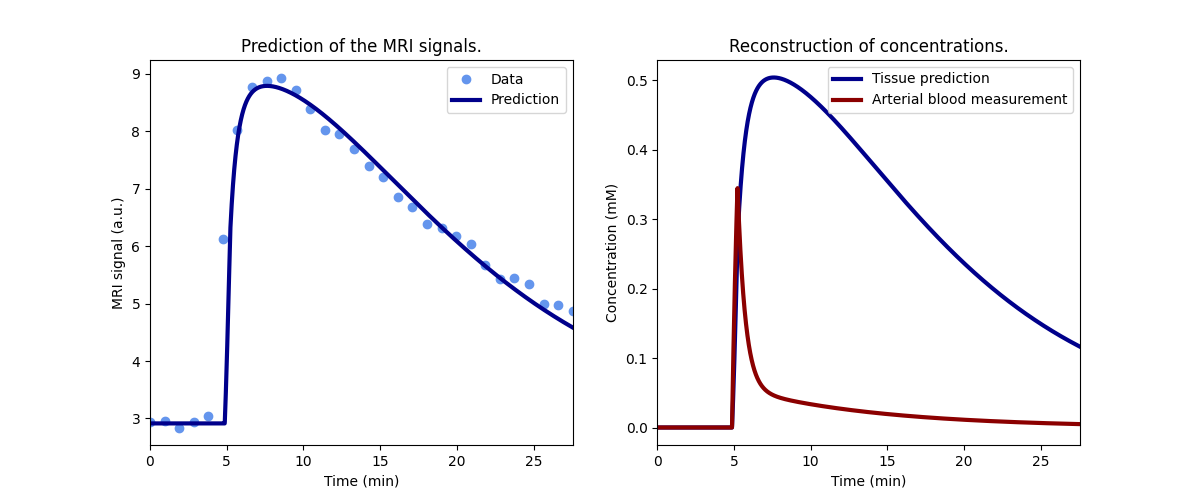 Prediction of the MRI signals.
MRI signal (a.u.)
9
8
7
6
5
4
3
Data
Prediction
0
5
10
15
20
25
Time (min)
Reconstruction of concentrations.
Concentration (mM)
0.5
0.4
0.3
0.2
0.1
0.0
Tissue prediction
Arterial blood measurement
0
5
10
15
20
25
Time (min)